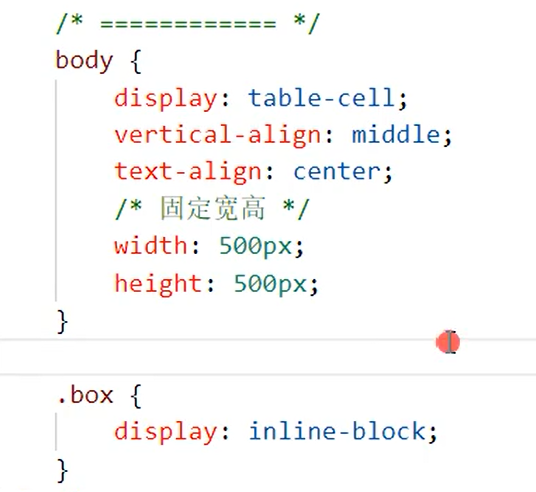 /* ============ */
body {
display: table-cell;
vertical-align: middle;
text-align: center;
/* 固定宽高 */
width: 500px;
height: 500px;
}
.box {
display: inline-block;
}